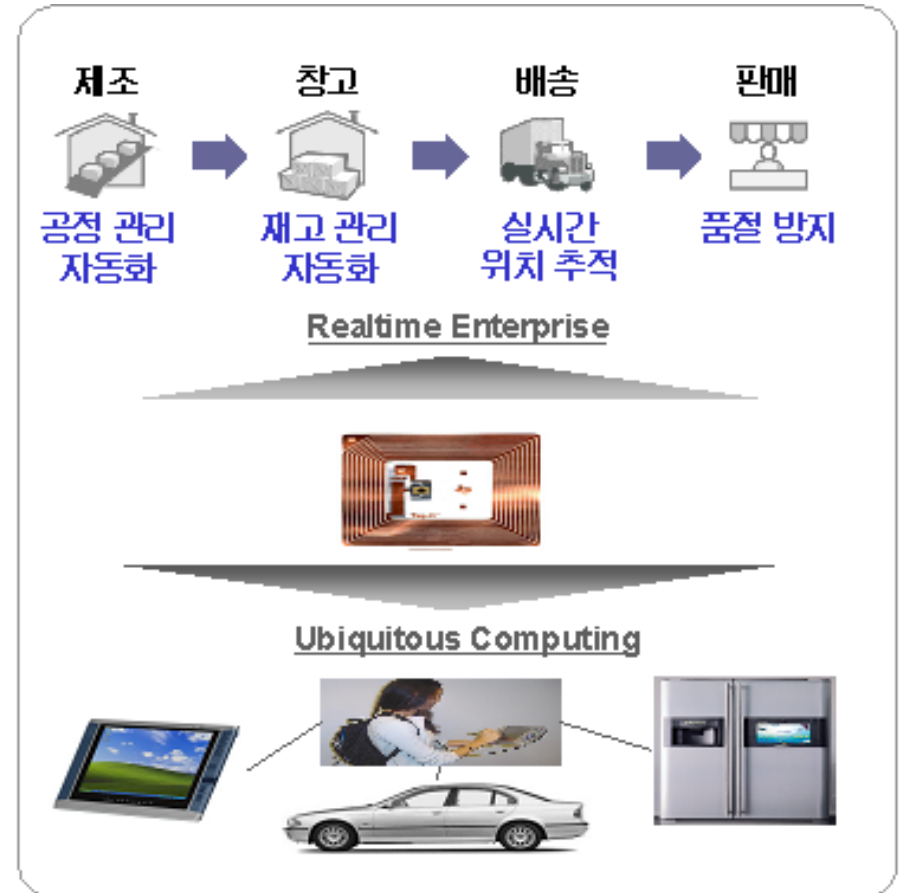 제조 창고 배송 판매
공정 관리 재고 관리 실시간 품절 방지
자동화 자동화 위치 추적
Realtime Enterprise
Ubiquitous Computing